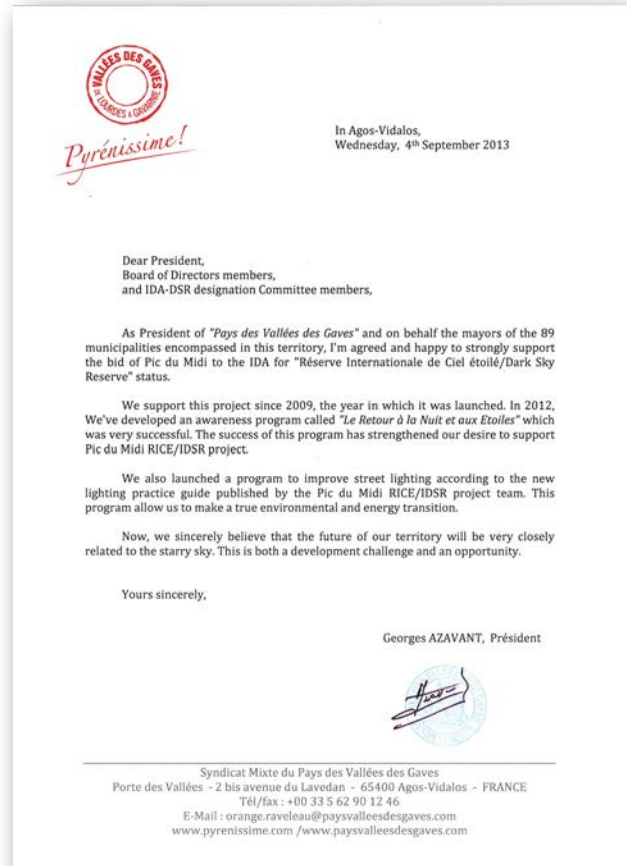 VALLÉES DES GAVES
DE LOURDES À GAVARNIE
Pyrénissime!
In Agos-Vidalos,
Wednesday, 4th September 2013
Dear President,
Board of Directors members,
and IDA-DSR designation Committee members,
As President of "Pays des Vallées des Gaves" and on behalf the mayors of the 89
municipalities encompassed in this territory, I'm agreed and happy to strongly support
the bid of Pic du Midi to the IDA for "Réserve Internationale de Ciel étoilé/Dark Sky
Reserve" status.
We support this project since 2009, the year in which it was launched. In 2012,
We've developed an awareness program called "Le Retour à la Nuit et aux Etoiles" which
was very successful. The success of this program has strengthened our desire to support
Pic du Midi RICE/IDSR project.
We also launched a program to improve street lighting according to the new
lighting practice guide published by the Pic du Midi RICE/IDSR project team. This
program allow us to make a true environmental and energy transition.
Now, we sincerely believe that the future of our territory will be very closely
related to the starry sky. This is both a development challenge and an opportunity.
Yours sincerely,
Georges AZAVANT, Président
Syndicat Mixte du Pays des Vallées des Gaves
Porte des Vallées - 2 bis avenue du Lavedan - 65400 Agos-Vidalos - FRANCE
Tél/fax : +00 33 5 62 90 12 46
E-Mail : orange.raveleau@paysvalleesdesgaves.com
www.pyrenissime.com /www.paysvalleesdesgaves.com